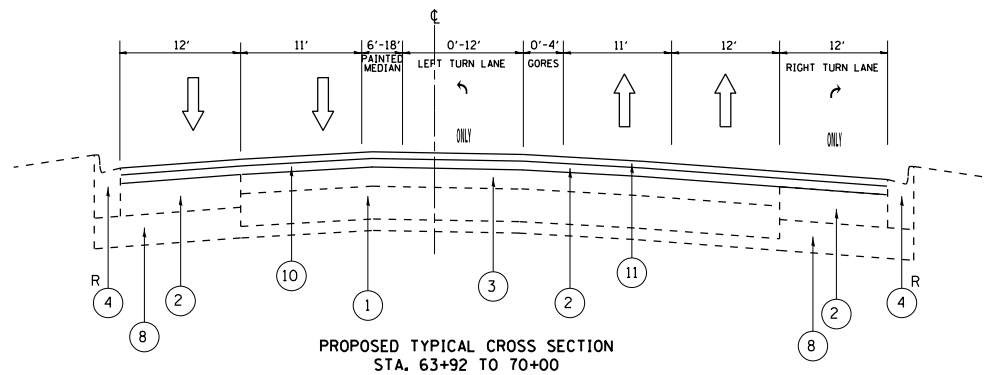 ℄
12' 11' 6'-18' 0'-12' 0'-4' 11' 12' 12'
PAINTED MEDIAN
LEFT TURN LANE
GORES
RIGHT TURN LANE
ONLY
ONLY
R
4
8
2
10
1
3
2
11
2
8
R
4
PROPOSED TYPICAL CROSS SECTION
STA. 63+92 TO 70+00